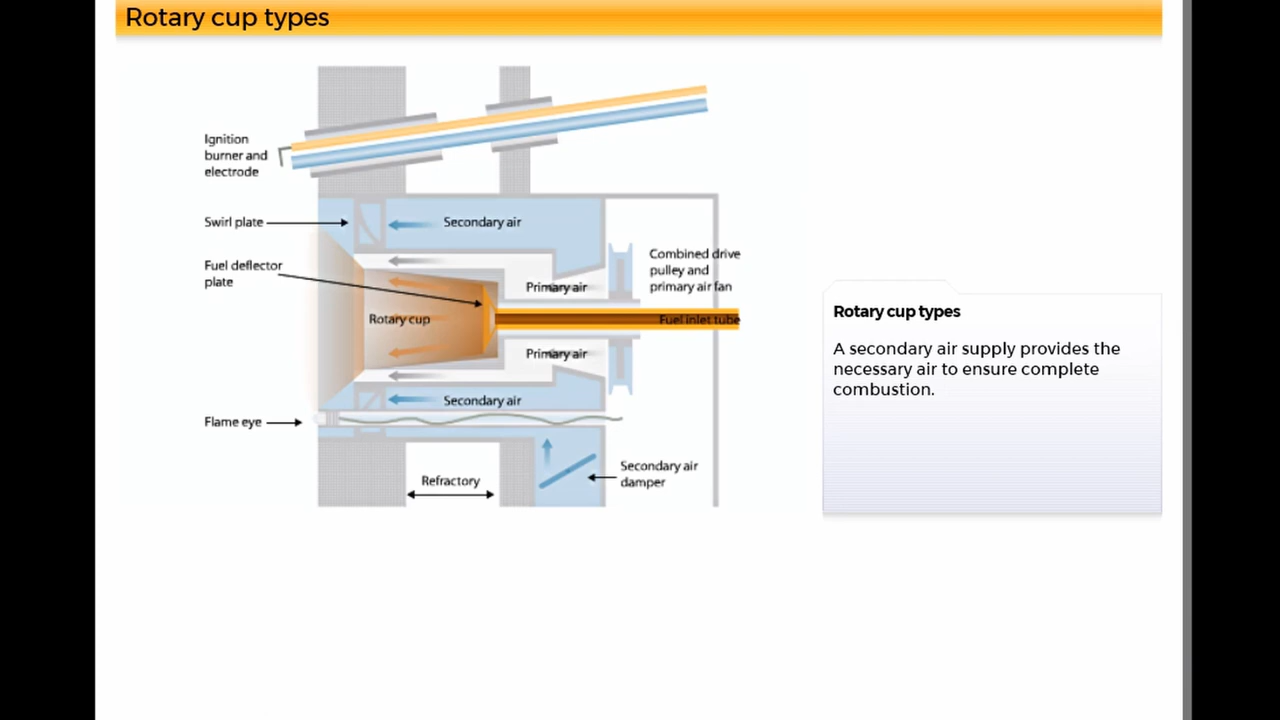 Rotary cup types
Ignition
burner and
electrode
Swirl plate
Secondary air
Fuel deflector
plate
Combined drive
pulley and
primary air fan
Primary air
Rotary cup
Fuel inlet tube
Primary air
Secondary air
Flame eye
Refractory
Secondary air
damper
Rotary cup types
A secondary air supply provides the
necessary air to ensure complete
combustion.